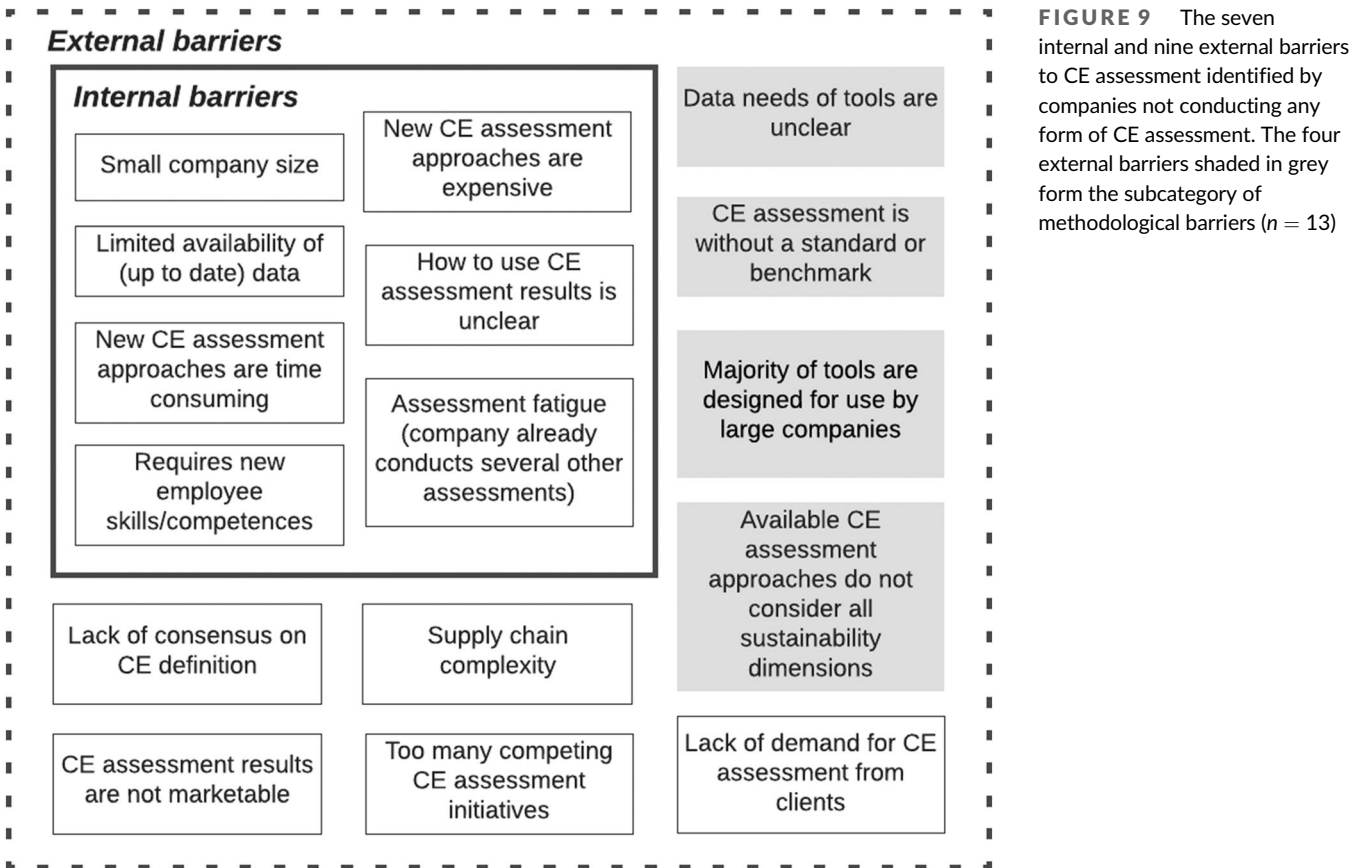 External barriers
Internal barriers
Small company size
Limited availability of
(up to date) data
New CE assessment
approaches are time
consuming
Requires new
employee
skills/competences
New CE assessment
approaches are
expensive
How to use CE
assessment results is
unclear
Assessment fatigue
(company already
conducts several other
assessments)
Data needs of tools are
unclear
CE assessment is
without a standard or
benchmark
Majority of tools are
designed for use by
large companies
Available CE
assessment
approaches do not
consider all
sustainability
dimensions
Lack of consensus on
CE definition
Supply chain
complexity
CE assessment results
are not marketable
Too many competing
CE assessment
initiatives
Lack of demand for CE
assessment from
clients
FIGURE 9 The seven
internal and nine external barriers
to CE assessment identified by
companies not conducting any
form of CE assessment. The four
external barriers shaded in grey
form the subcategory of
methodological barriers (n = 13)